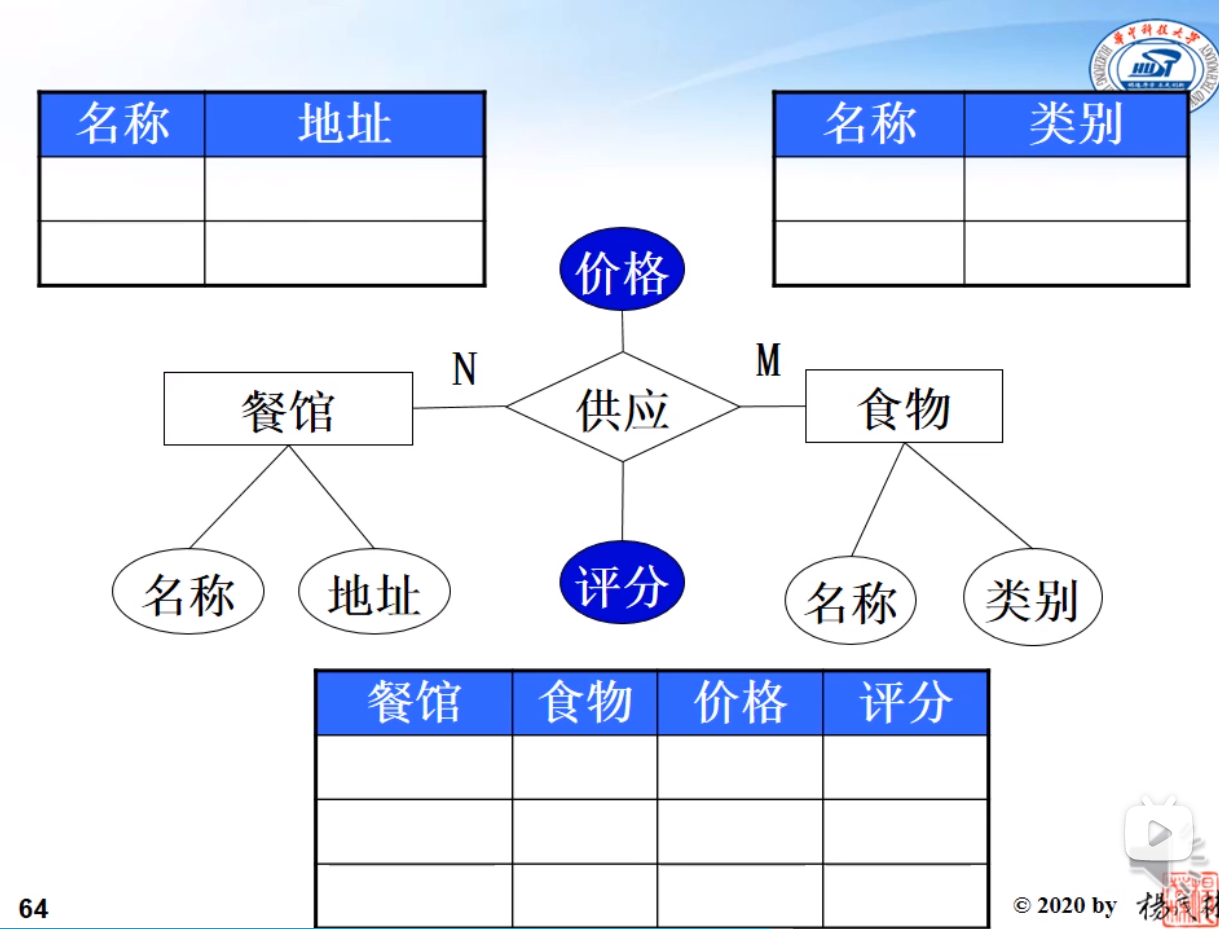 华中科技大学
HUST
名称 地址
名称 类别
价格
N
M
餐馆
供应
食物
名称
地址
评分
名称
类别
餐馆 食物 价格 评分
64
© 2020 by